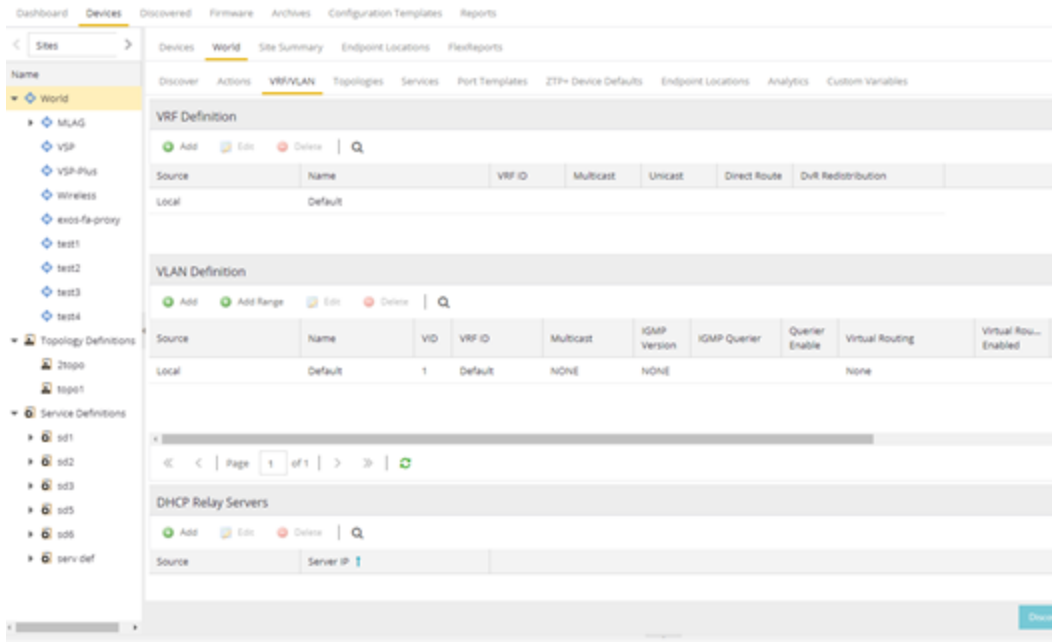 Dashboard Devices Discovered Firmware Archives Configuration Templates Reports
Sites
Name
World
MLAG
VSP
VSP-Plus
Wireless
exos-fa-proxy
test1
test2
test3
test4
Topology Definitions
2topo
topo1
Service Definitions
sd1
sd2
sd3
sd5
sd6
serv def
Devices World Site Summary Endpoint Locations FlexReports
Discover Actions VRF/VLAN Topologies Services Port Templates ZTP+ Device Defaults Endpoint Locations Analytics Custom Variables
VRF Definition
Add Edit Delete
Source Name VRF ID Multicast Unicast Direct Route DvR Redistribution
Local Default
VLAN Definition
Add Add Range Edit Delete
Source Name VID VRF ID Multicast IGMP Version IGMP Querier Querier Enable Virtual Routing Virtual Rou... Enabled
Local Default 1 Default NONE NONE None
Page 1 of 1
DHCP Relay Servers
Add Edit Delete
Source Server IP
Disco